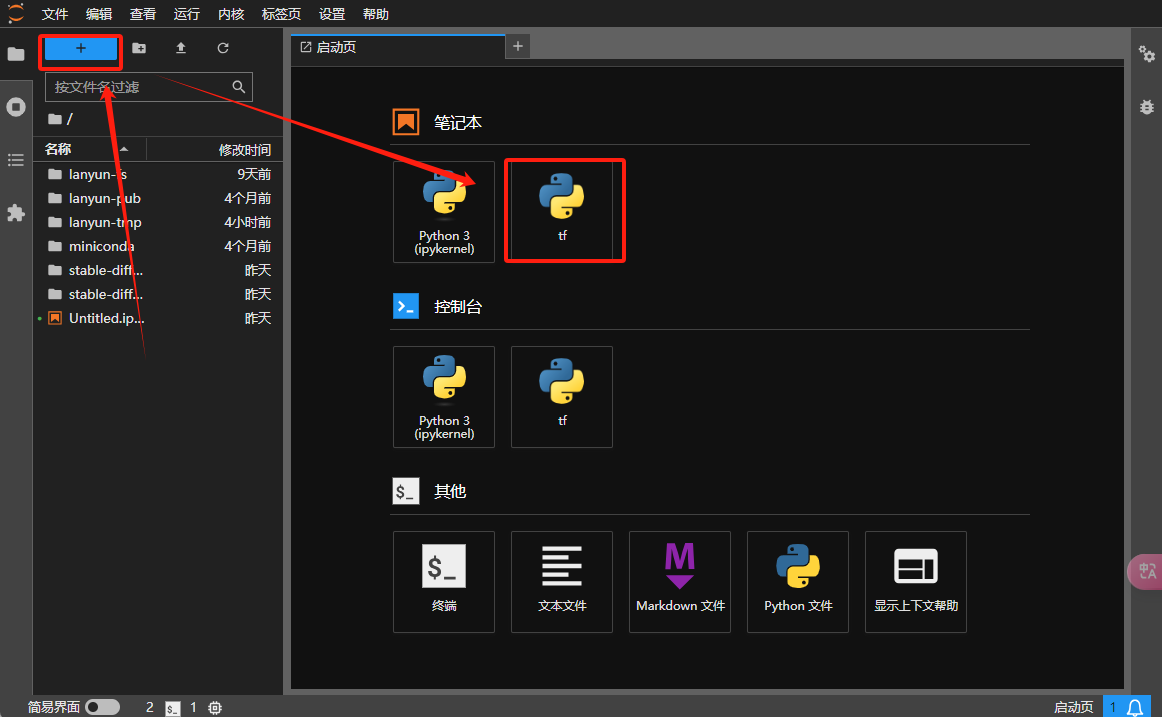 文件 编辑 查看 运行 内核 标签页 设置 帮助
启动页
按文件名过滤
/
名称 修改时间
lanyun-fs 9天前
lanyun-pub 4个月前
lanyun-tmp 4小时前
miniconda 4个月前
stable-diff... 昨天
stable-diff... 昨天
Untitled.ip... 昨天
笔记本
Python 3
(ipykernel)
tf
控制台
Python 3
(ipykernel)
tf
$_ 其他
$_
终端
文本文件
M
Markdown 文件
Python 文件
显示上下文帮助
中A
简易界面 2 $_ 1 启动页 1